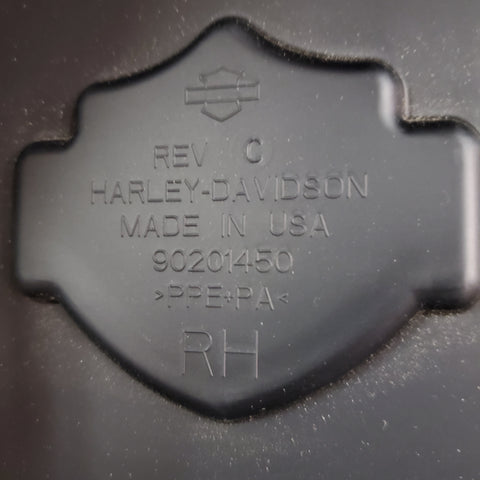 REV C
HARLEY-DAVIDSON
MADE IN USA
90201450
>PPE+PA<
RH